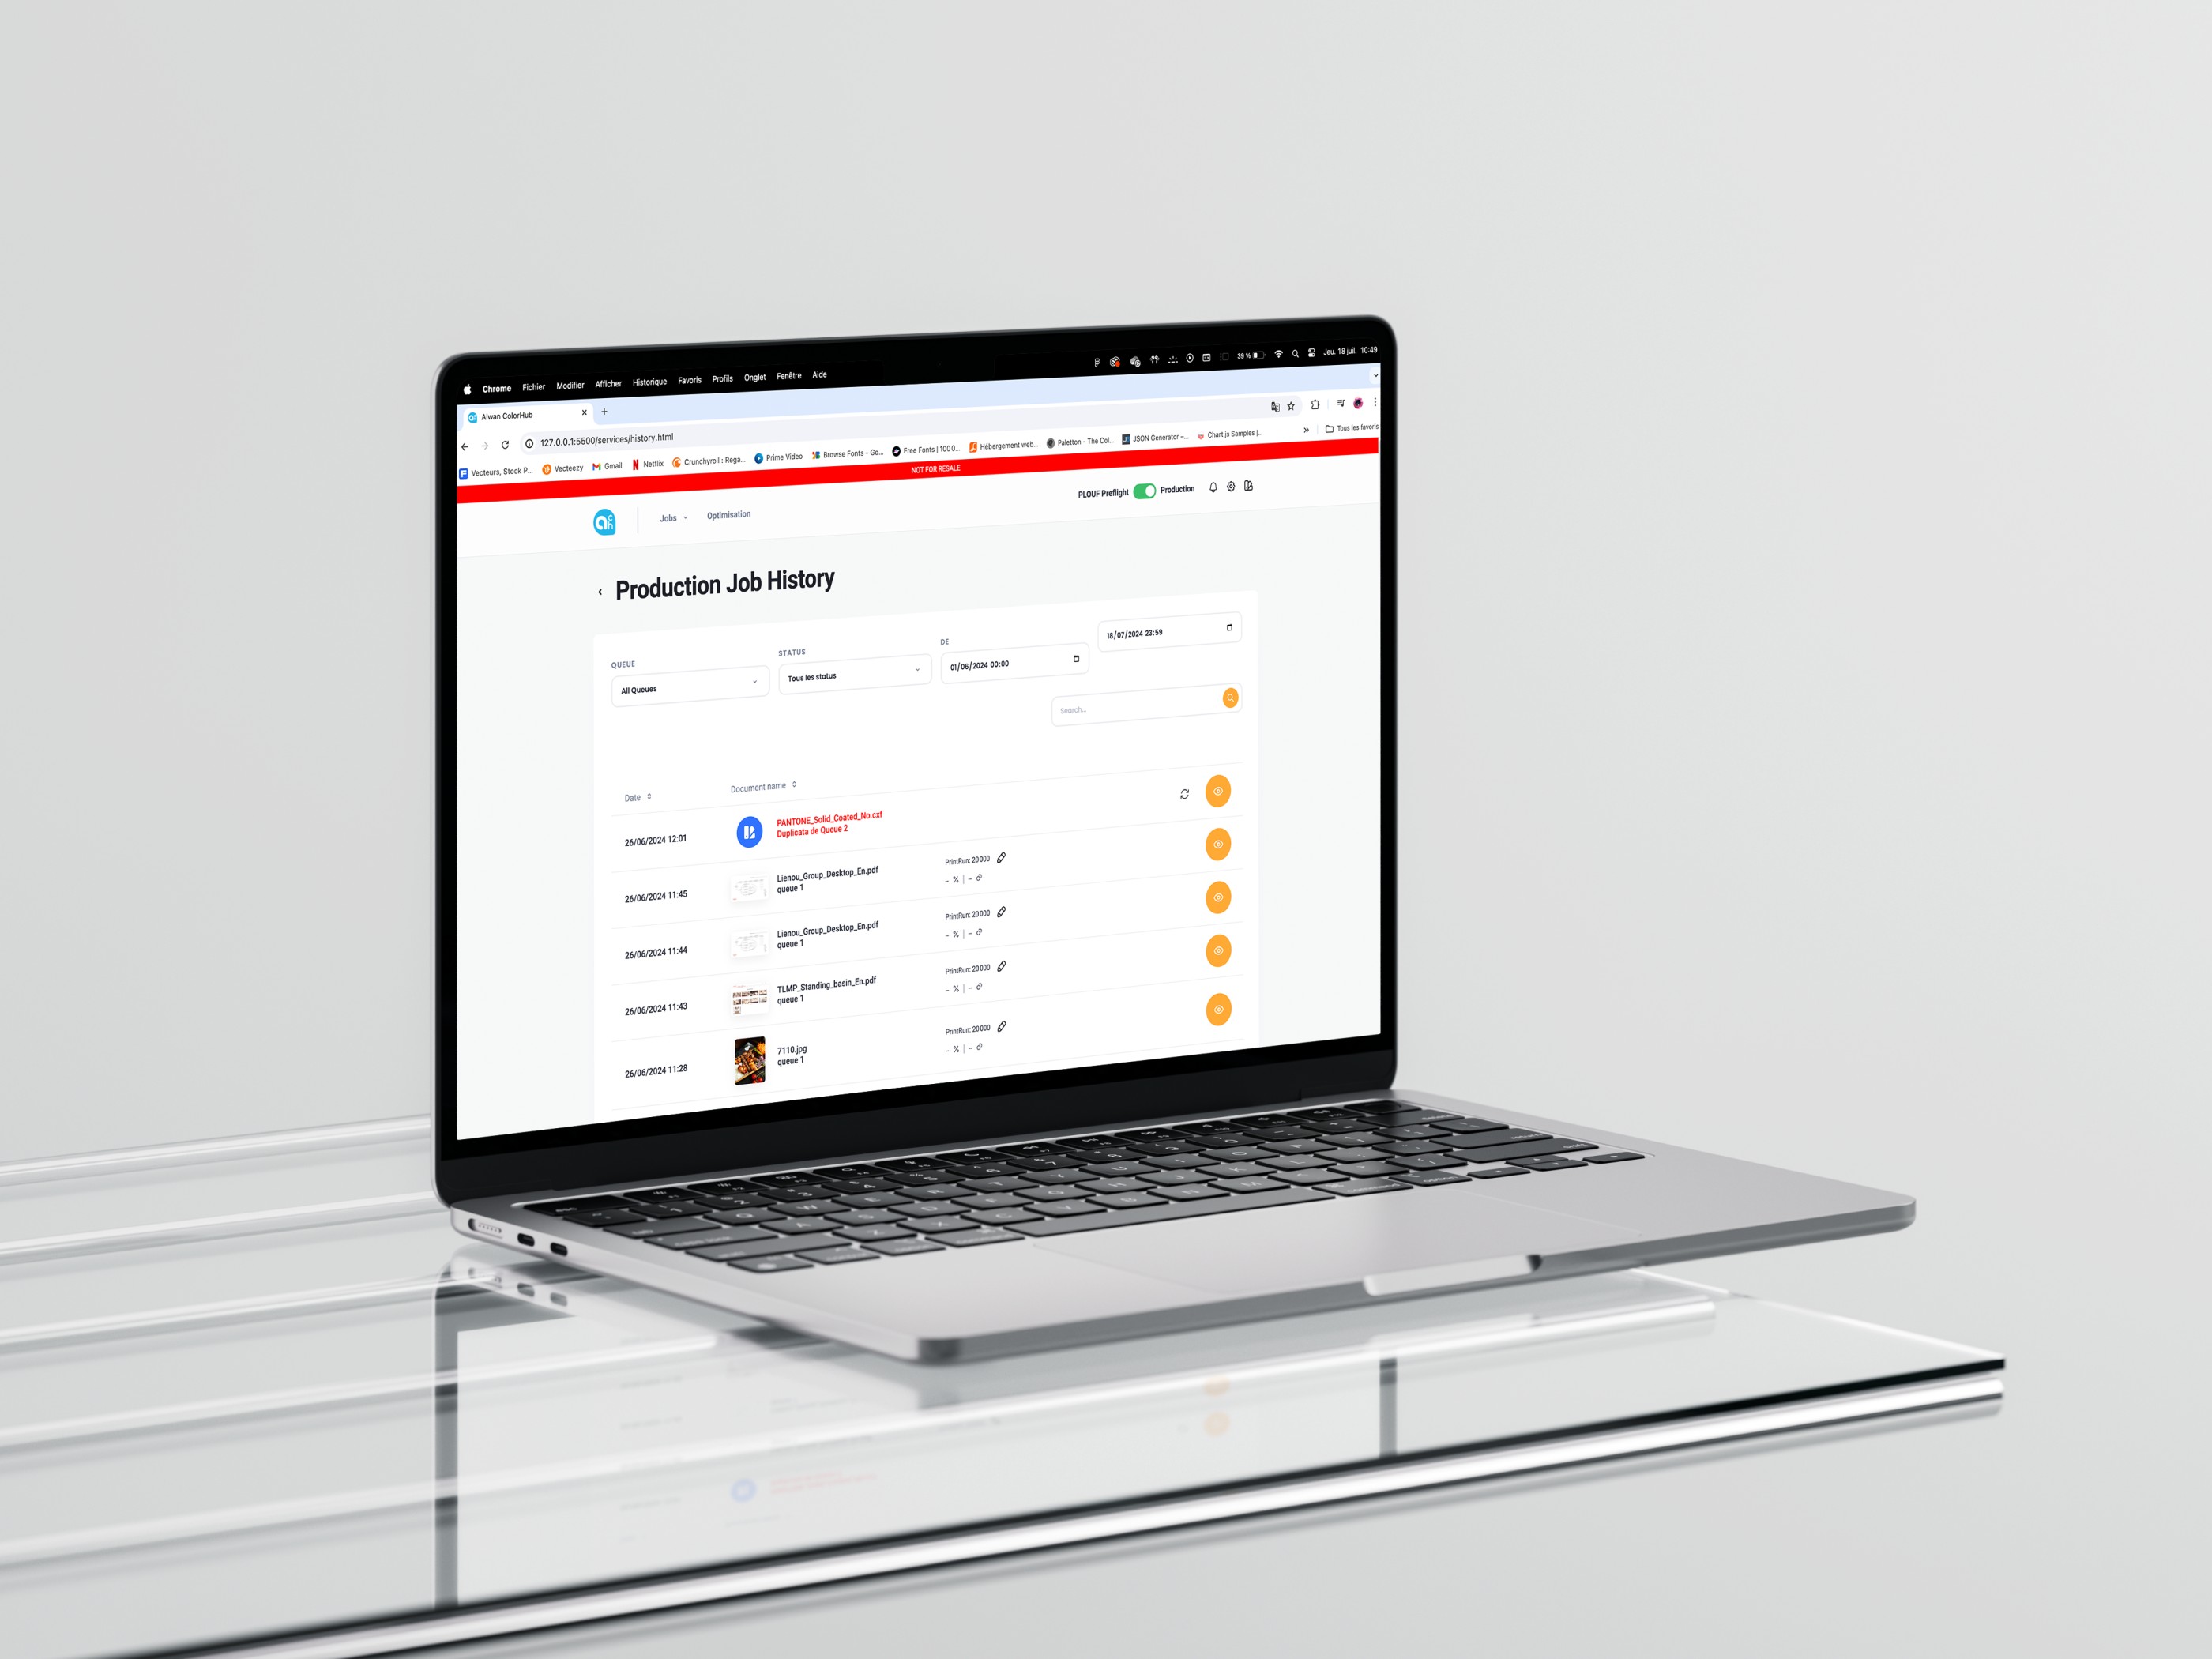 Chrome Fichier Modifier Afficher Historique Favoris Profils Onglet Fenêtre Aide 39 % Jeu. 18 juil. 10:49
Alwan ColorHub
127.0.0.1:5500/services/history.html
Vecteurs, Stock P... Vecteezy Gmail Netflix Crunchyroll : Rega... Prime Video Browse Fonts - Go... Free Fonts | 1000... Hébergement web... Paletton - The Col... JSON Generator –... Chart.js Samples |... » Tous les favoris
NOT FOR RESALE
ach Jobs Optimisation PLOUF Preflight Production
Production Job History
QUEUE STATUS DE
All Queues Tous les status 01/06/2024 00:00 18/07/2024 23:59
Search...
Date Document name
26/06/2024 12:01 PANTONE_Solid_Coated_No.cxf
Duplicata de Queue 2
26/06/2024 11:45 Lienou_Group_Desktop_En.pdf PrintRun: 20000
queue 1 – % | –
26/06/2024 11:44 Lienou_Group_Desktop_En.pdf PrintRun: 20000
queue 1 – % | –
26/06/2024 11:43 TLMP_Standing_basin_En.pdf PrintRun: 20000
queue 1 – % | –
26/06/2024 11:28 7110.jpg PrintRun: 20000
queue 1 – % | –